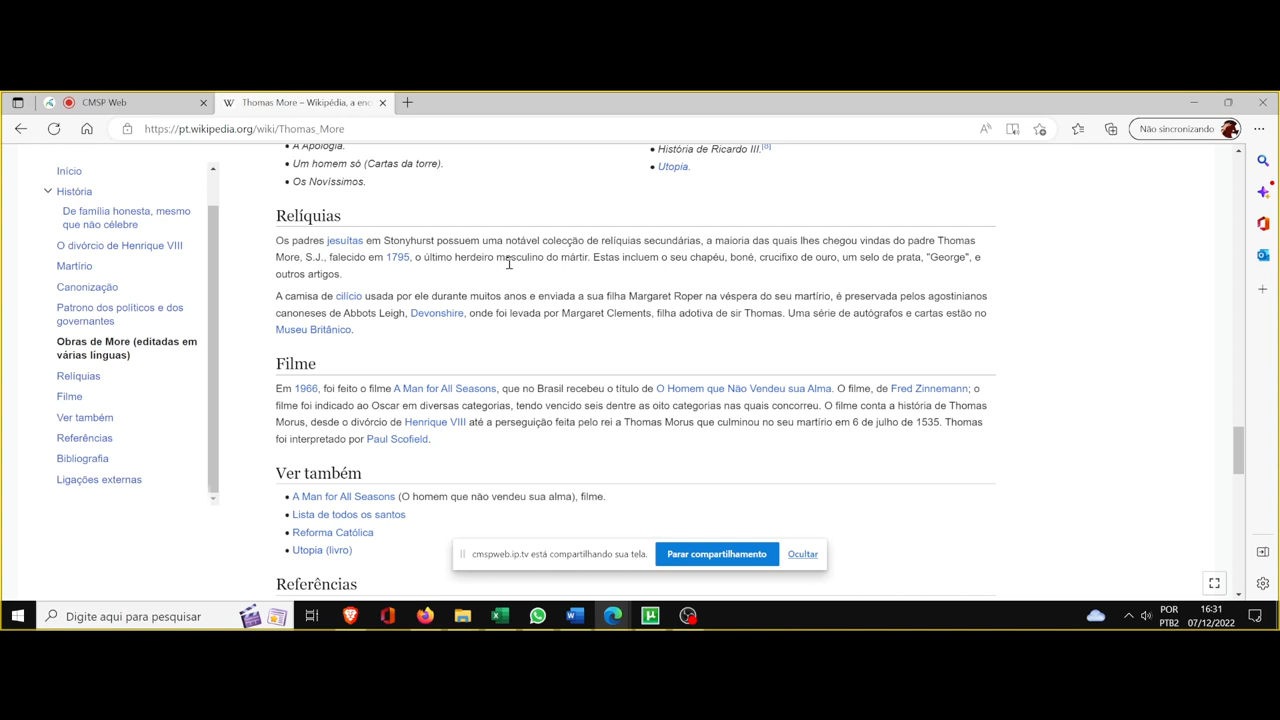 CMSP Web
Thomas More – Wikipédia, a enc
https://pt.wikipedia.org/wiki/Thomas_More
Não sincronizando
Início
História
De família honesta, mesmo
que não célebre
O divórcio de Henrique VIII
Martírio
Canonização
Patrono dos políticos e dos
governantes
Obras de More (editadas em
várias línguas)
Relíquias
Filme
Ver também
Referências
Bibliografia
Ligações externas
A Apologia.
Um homem só (Cartas da torre).
Os Novíssimos.
História de Ricardo III.[8]
Utopia.
Relíquias
Os padres jesuítas em Stonyhurst possuem uma notável colecção de relíquias secundárias, a maioria das quais lhes chegou vindas do padre Thomas
More, S.J., falecido em 1795, o último herdeiro masculino do mártir. Estas incluem o seu chapéu, boné, crucifixo de ouro, um selo de prata, "George", e
outros artigos.
A camisa de cilício usada por ele durante muitos anos e enviada a sua filha Margaret Roper na véspera do seu martírio, é preservada pelos agostinianos
canoneses de Abbots Leigh, Devonshire, onde foi levada por Margaret Clements, filha adotiva de sir Thomas. Uma série de autógrafos e cartas estão no
Museu Britânico.
Filme
Em 1966, foi feito o filme A Man for All Seasons, que no Brasil recebeu o título de O Homem que Não Vendeu sua Alma. O filme, de Fred Zinnemann; o
filme foi indicado ao Oscar em diversas categorias, tendo vencido seis dentre as oito categorias nas quais concorreu. O filme conta a história de Thomas
Morus, desde o divórcio de Henrique VIII até a perseguição feita pelo rei a Thomas Morus que culminou no seu martírio em 6 de julho de 1535. Thomas
foi interpretado por Paul Scofield.
Ver também
A Man for All Seasons (O homem que não vendeu sua alma), filme.
Lista de todos os santos
Reforma Católica
Utopia (livro)
cmspweb.ip.tv está compartilhando sua tela.
Parar compartilhamento
Ocultar
Referências
Digite aqui para pesquisar
POR
PTB2
16:31
07/12/2022